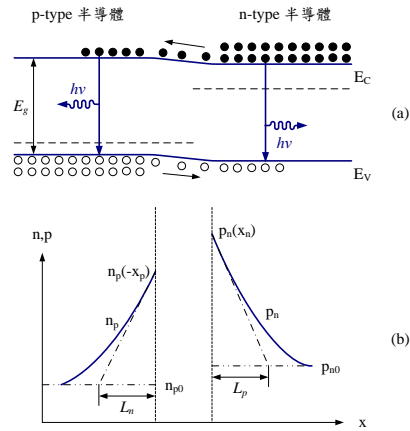 p-type 半導體
n-type 半導體
E_C
E_g
hν
hν
(a)
E_V
n,p
p_n(x_n)
n_p(-x_p)
n_p
p_n
(b)
p_n0
n_p0
L_p
L_n
x